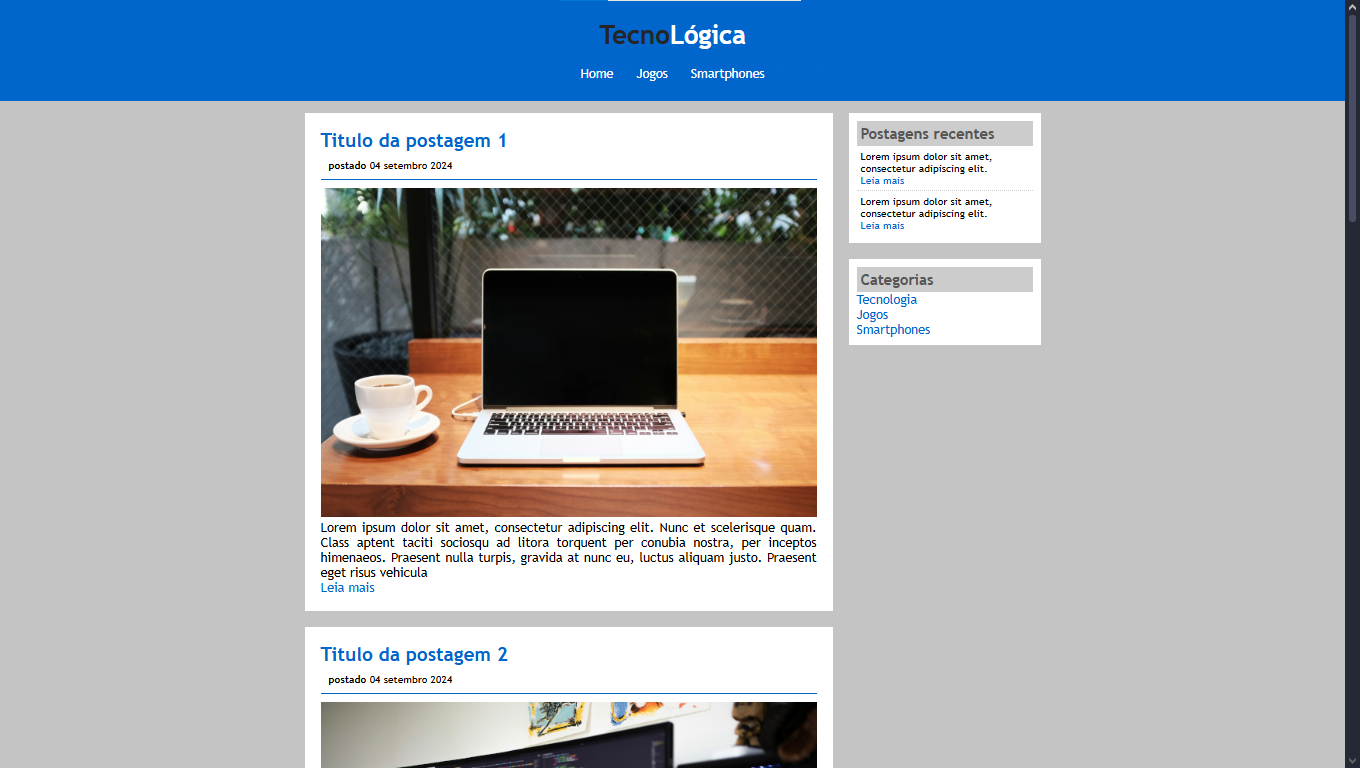 TecnoLógica
Home Jogos Smartphones
Titulo da postagem 1
postado 04 setembro 2024
Lorem ipsum dolor sit amet, consectetur adipiscing elit. Nunc et scelerisque quam.
Class aptent taciti sociosqu ad litora torquent per conubia nostra, per inceptos
himenaeos. Praesent nulla turpis, gravida at nunc eu, luctus aliquam justo. Praesent
eget risus vehicula
Leia mais
Titulo da postagem 2
postado 04 setembro 2024
Postagens recentes
Lorem ipsum dolor sit amet,
consectetur adipiscing elit.
Leia mais
Lorem ipsum dolor sit amet,
consectetur adipiscing elit.
Leia mais
Categorias
Tecnologia
Jogos
Smartphones